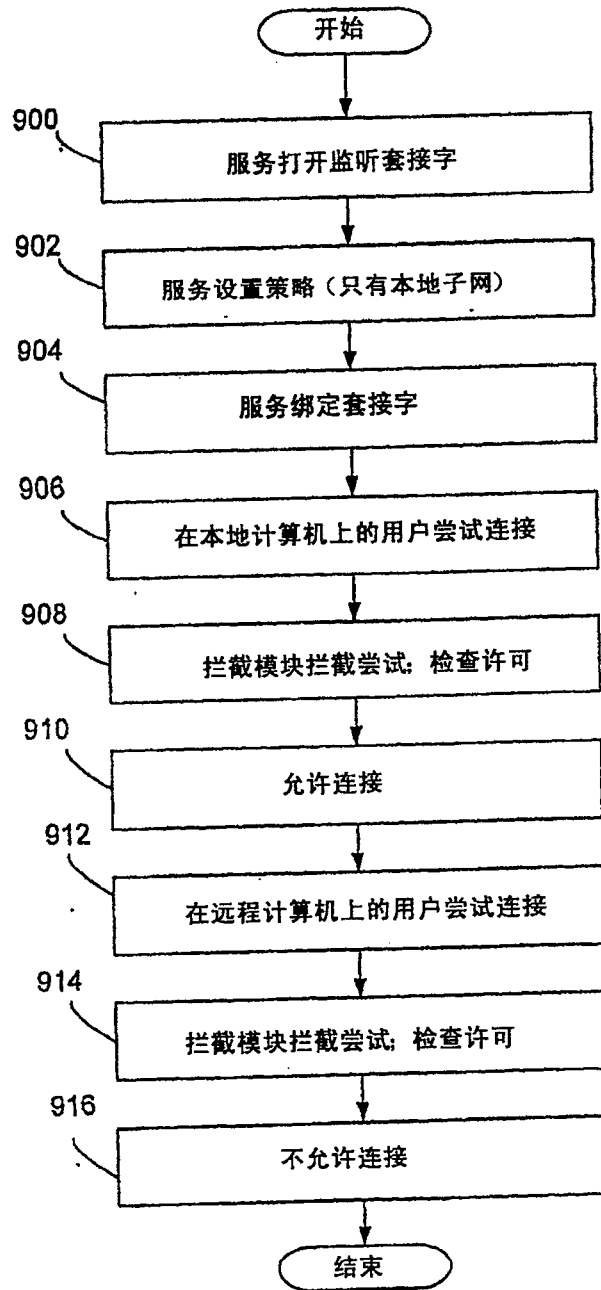 开始
900
服务打开监听套接字
902
服务设置策略（只有本地子网）
904
服务绑定套接字
906
在本地计算机上的用户尝试连接
908
拦截模块拦截尝试；检查许可
910
允许连接
912
在远程计算机上的用户尝试连接
914
拦截模块拦截尝试；检查许可
916
不允许连接
结束